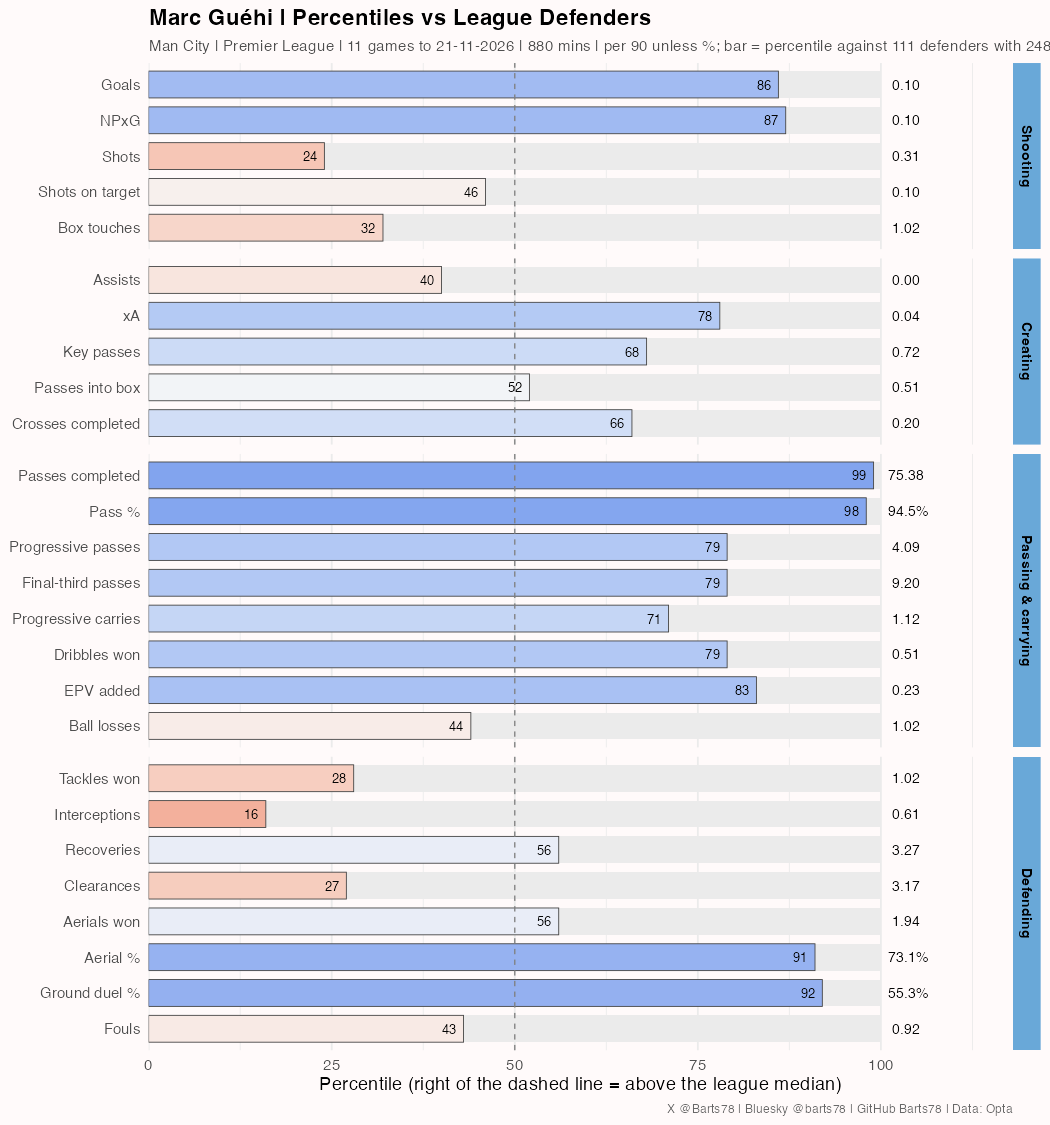 Marc Guéhi | Percentiles vs League Defenders
Man City | Premier League | 11 games to 21-11-2026 | 880 mins | per 90 unless %; bar = percentile against 111 defenders with 248
Goals 86 0.10
NPxG 87 0.10
Shots 24 0.31
Shots on target 46 0.10
Box touches 32 1.02
Shooting
Assists 40 0.00
xA 78 0.04
Key passes 68 0.72
Passes into box 52 0.51
Crosses completed 66 0.20
Creating
Passes completed 99 75.38
Pass % 98 94.5%
Progressive passes 79 4.09
Final-third passes 79 9.20
Progressive carries 71 1.12
Dribbles won 79 0.51
EPV added 83 0.23
Ball losses 44 1.02
Passing & carrying
Tackles won 28 1.02
Interceptions 16 0.61
Recoveries 56 3.27
Clearances 27 3.17
Aerials won 56 1.94
Aerial % 91 73.1%
Ground duel % 92 55.3%
Fouls 43 0.92
Defending
0 25 50 75 100
Percentile (right of the dashed line = above the league median)
X @Barts78 | Bluesky @barts78 | GitHub Barts78 | Data: Opta